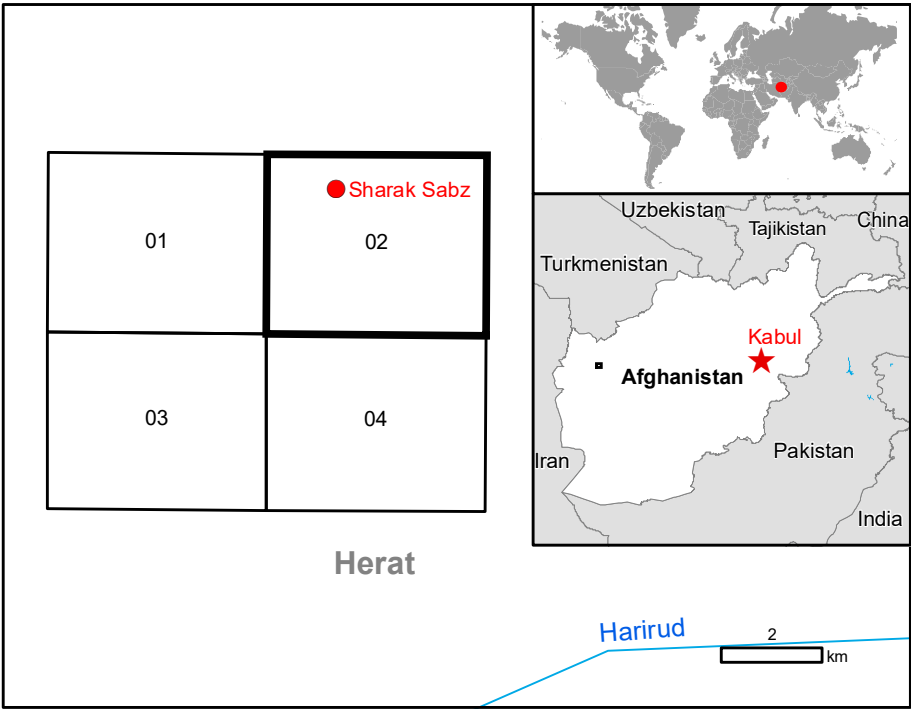 Sharak Sabz
01
02
03
04
Herat
Harirud
2
km
Uzbekistan
Tajikistan
China
Turkmenistan
Kabul
Afghanistan
Iran
Pakistan
India